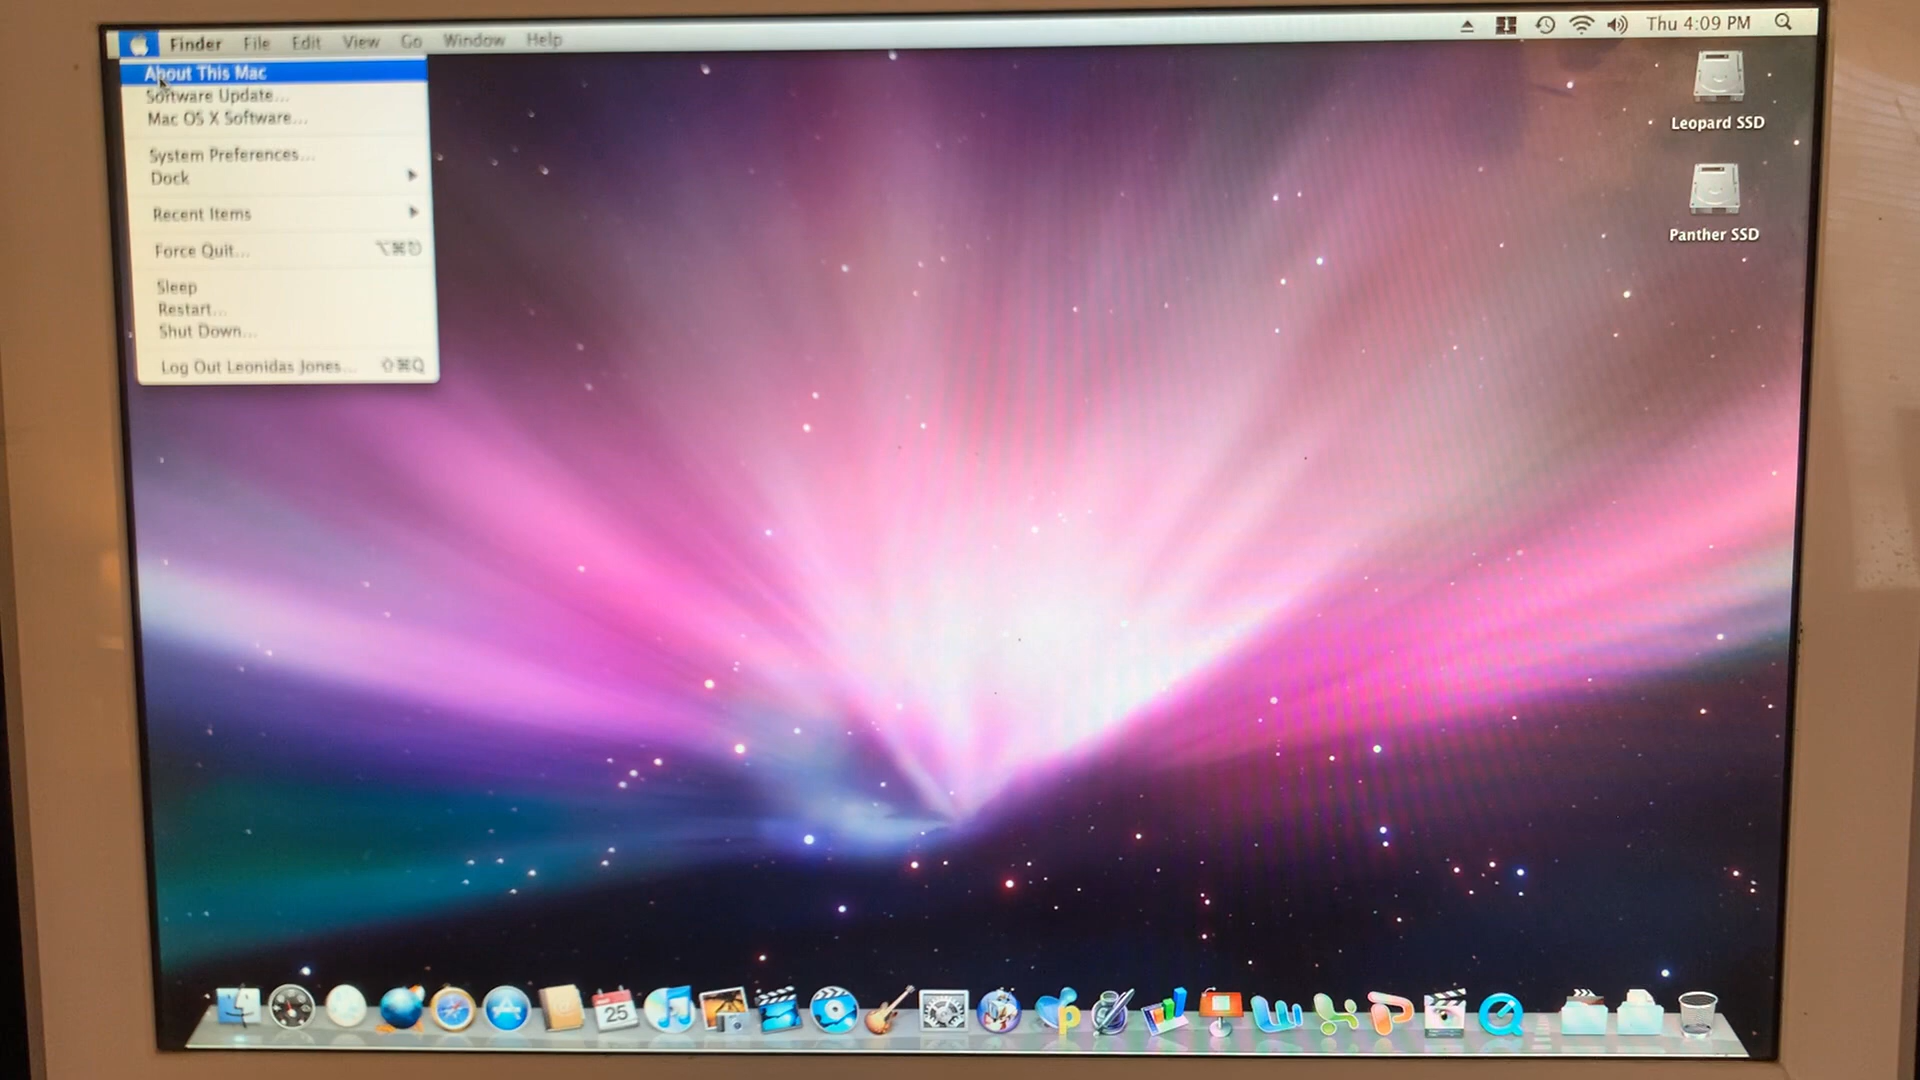 Finder File Edit View Go Window Help
Thu 4:09 PM
About This Mac
Software Update...
Mac OS X Software...
System Preferences...
Dock
Recent Items
Force Quit... ⌥⌘⎋
Sleep
Restart...
Shut Down...
Log Out Leonidas Jones... ⇧⌘Q
Leopard SSD
Panther SSD
25